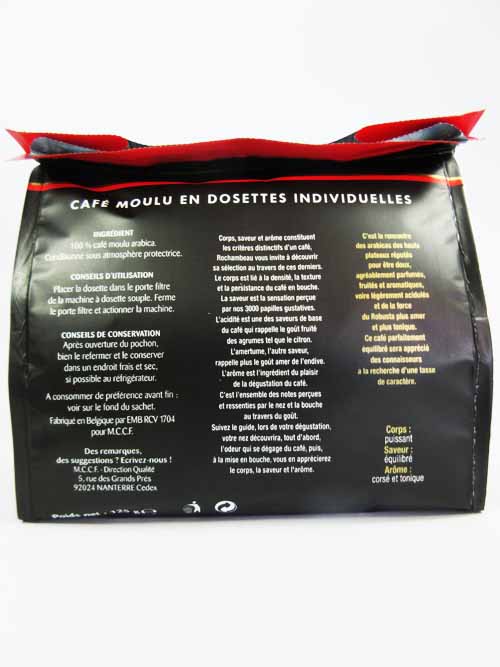 CAFÉ MOULU EN DOSETTES INDIVIDUELLES
INGRÉDIENT
100 % café moulu arabica.
Conditionné sous atmosphère protectrice.
CONSEILS D'UTILISATION
Placer la dosette dans le porte filtre
de la machine à dosette souple. Ferme
le porte filtre et actionner la machine.
CONSEILS DE CONSERVATION
Après ouverture du pochon,
bien le refermer et le conserver
dans un endroit frais et sec,
si possible au réfrigérateur.
A consommer de préférence avant fin :
voir sur le fond du sachet.
Fabriqué en Belgique par EMB RCV 1704
pour M.C.C.F.
Des remarques,
des suggestions ? Ecrivez-nous !
M.C.C.F. - Direction Qualité
5, rue des Grands Prés
92024 NANTERRE Cedex
Poids net : 125 g
Corps, saveur et arôme constituent
les critères distinctifs d'un café,
Rochambeau vous invite à découvrir
sa sélection au travers de ces derniers.
Le corps est lié à la densité, la texture
et la persistance du café en bouche.
La saveur est la sensation perçue
par nos 3000 papilles gustatives.
L'acidité est une des saveurs de base
du café qui rappelle le goût fruité
des agrumes tel que le citron.
L'amertume, l'autre saveur,
rappelle plus le goût amer de l'endive.
L'arôme est l'ingrédient du plaisir
de la dégustation du café.
C'est l'ensemble des notes perçues
et ressenties par le nez et la bouche
au travers du goût.
Suivez le guide, lors de votre dégustation,
votre nez découvrira, tout d'abord,
l'odeur qui se dégage du café, puis,
à la mise en bouche, vous en apprécierez
le corps, la saveur et l'arôme.
C'est la rencontre
des arabicas des hauts
plateaux réputés
pour être doux,
agréablement parfumés,
fruités et aromatiques,
voire légèrement acidulés
et de la force
du Robusta plus amer
et plus tonique.
Ce café parfaitement
équilibré sera apprécié
des connaisseurs
à la recherche d'une tasse
de caractère.
Corps :
puissant
Saveur :
équilibré
Arôme :
corsé et tonique